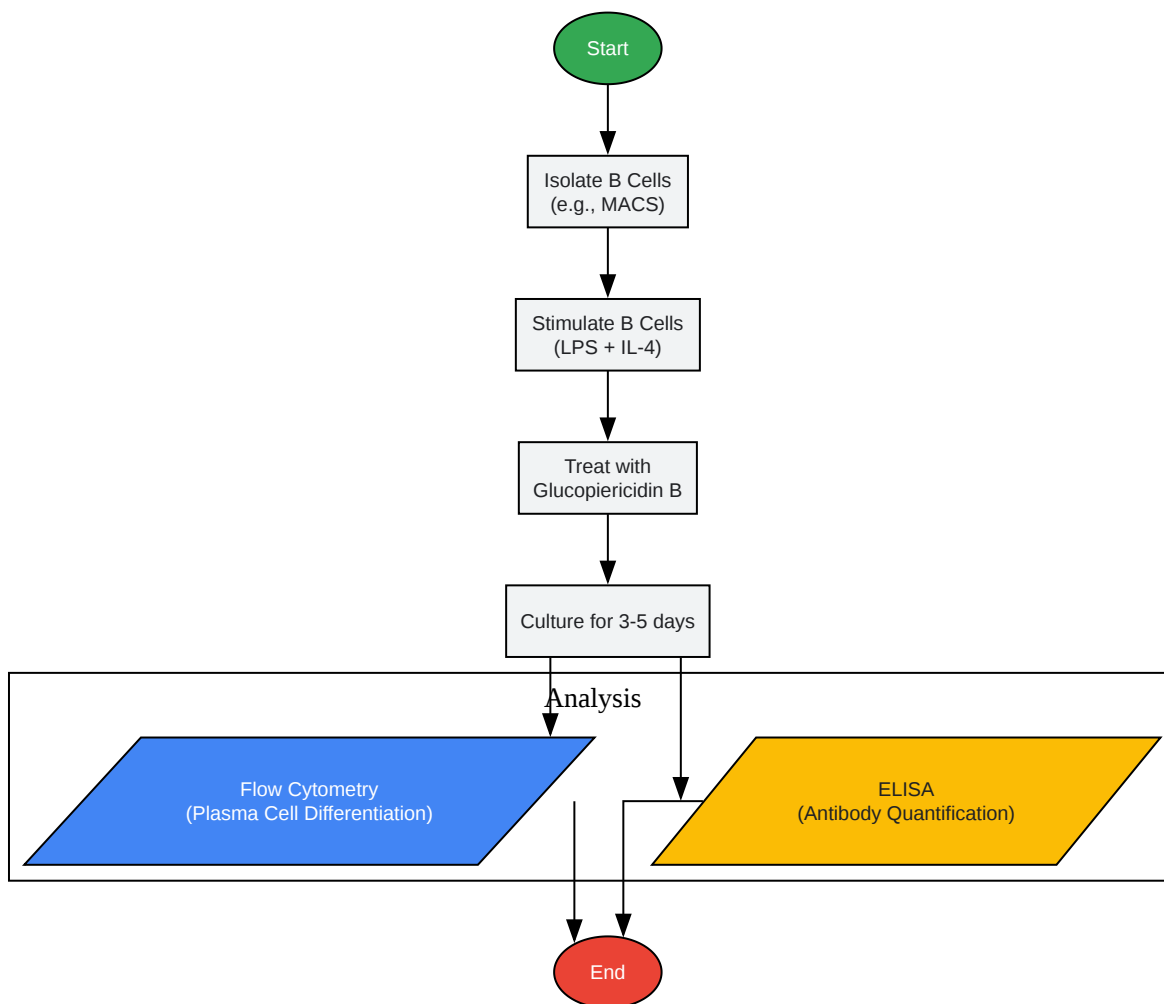 Start
Isolate B Cells
(e.g., MACS)
Stimulate B Cells
(LPS + IL-4)
Treat with
Glucopiericidin B
Culture for 3-5 days
Analysis
Flow Cytometry
(Plasma Cell Differentiation)
ELISA
(Antibody Quantification)
End